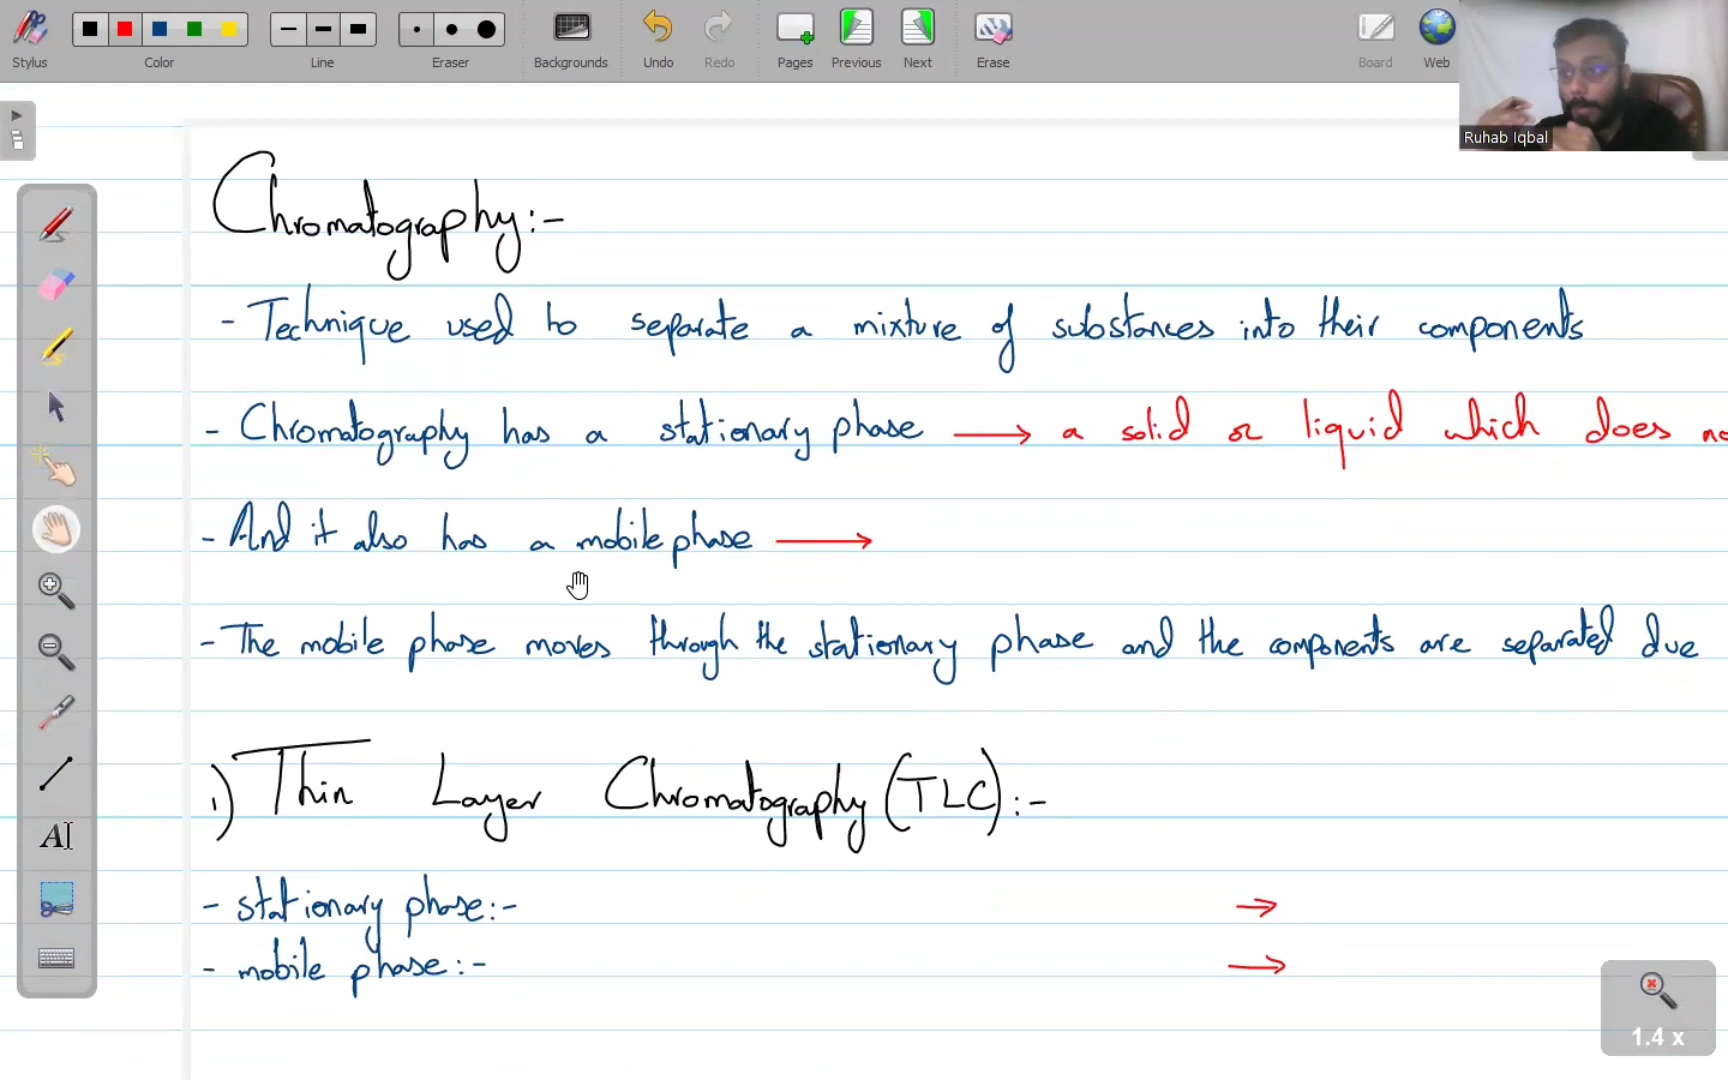 Stylus
Color
Line
Eraser
Backgrounds
Undo
Redo
Pages
Previous
Next
Erase
Board
Web
Ruhab Iqbal
Chromatography:-
- Technique used to separate a mixture of substances into their components
- Chromatography has a stationary phase → a solid or liquid which does no
- And it also has a mobile phase →
- The mobile phase moves through the stationary phase and the components are separated due
1) Thin Layer Chromatography (TLC):-
- stationary phase:- →
- mobile phase:- →
AI
1.4 x